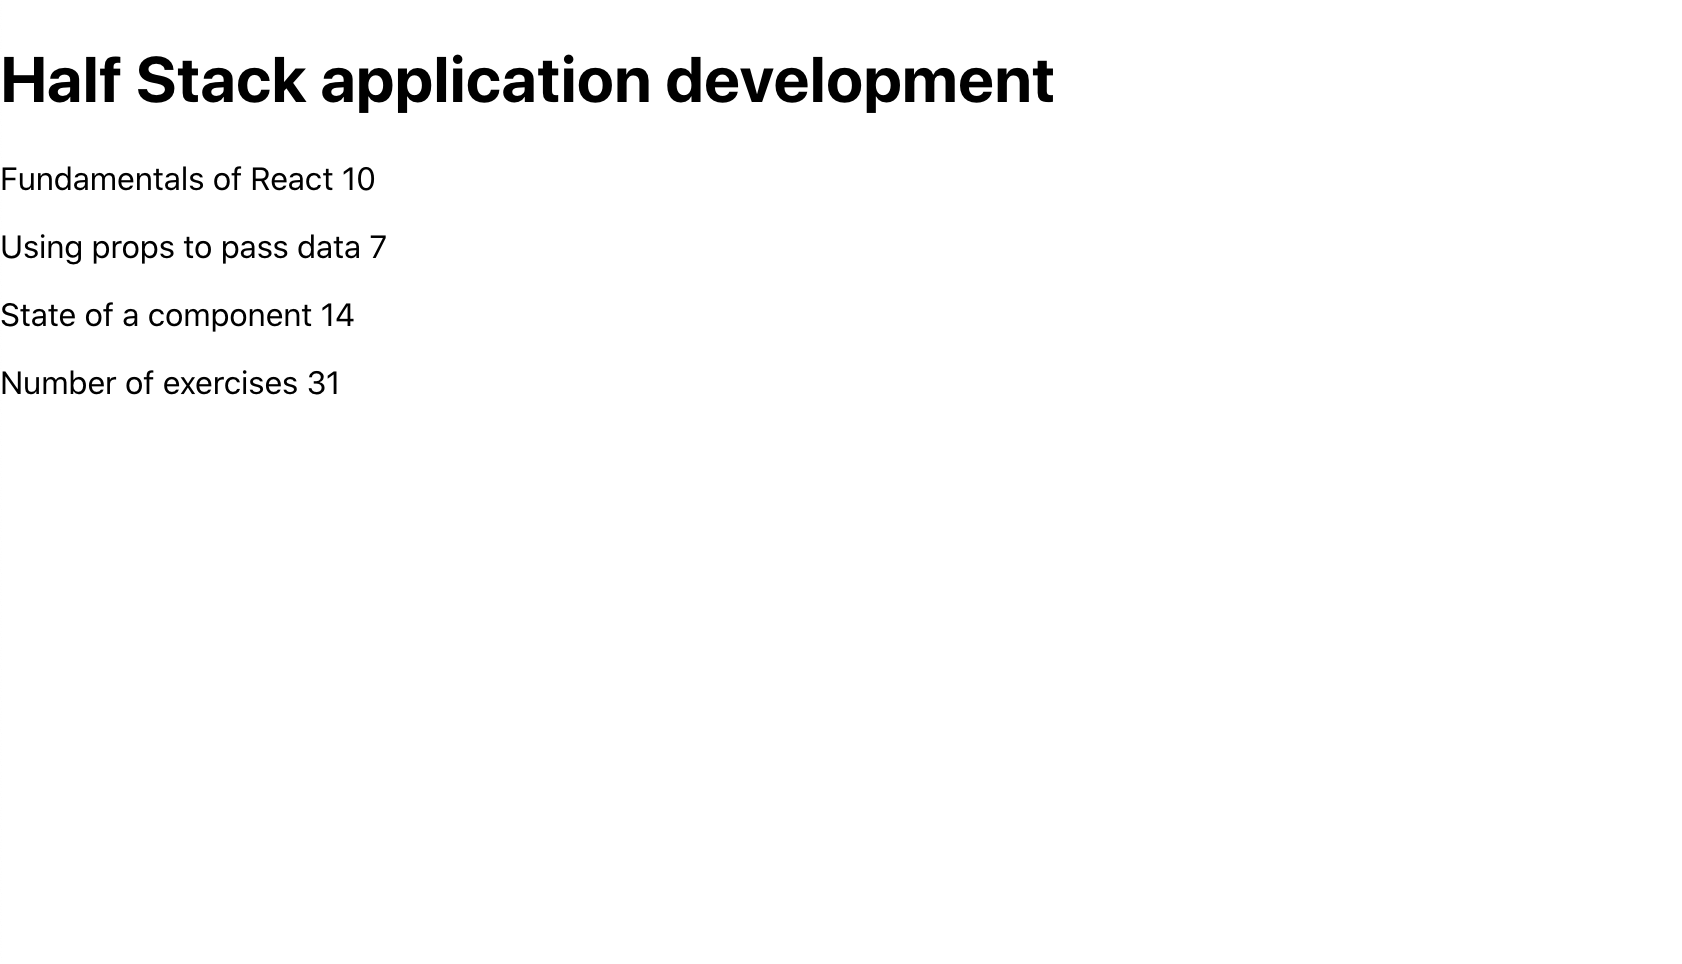 Half Stack application development
Fundamentals of React 10
Using props to pass data 7
State of a component 14
Number of exercises 31